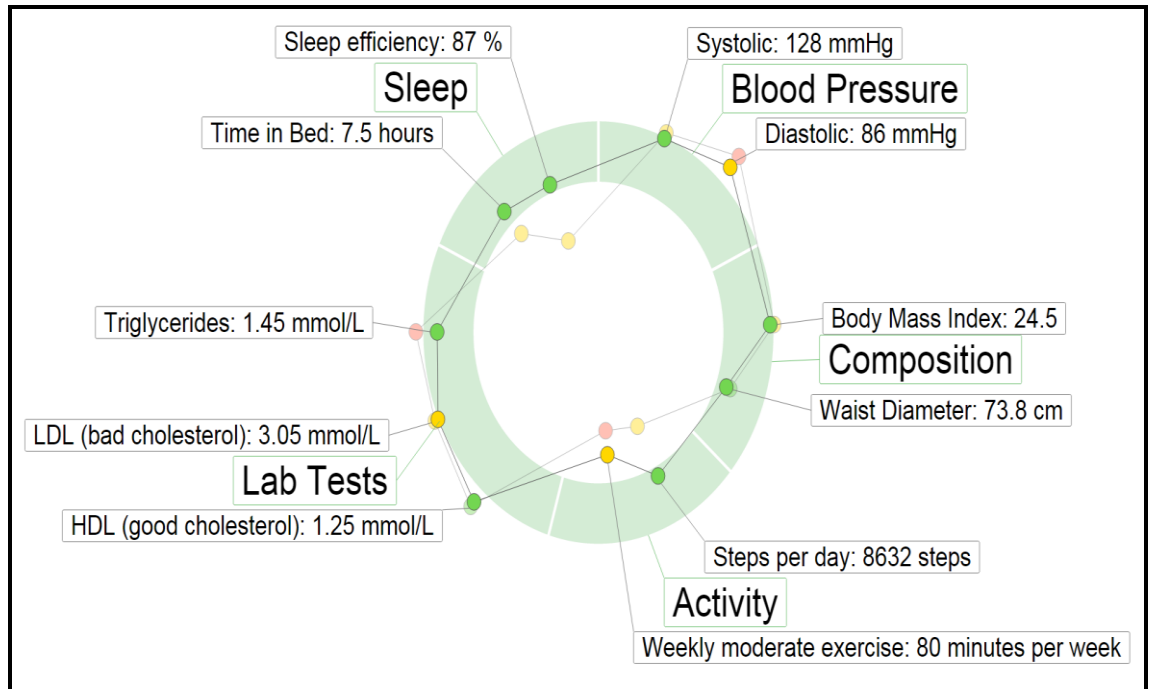 Sleep efficiency: 87 %
Systolic: 128 mmHg
Sleep
Blood Pressure
Time in Bed: 7.5 hours
Diastolic: 86 mmHg
Triglycerides: 1.45 mmol/L
Body Mass Index: 24.5
Composition
Waist Diameter: 73.8 cm
LDL (bad cholesterol): 3.05 mmol/L
Lab Tests
HDL (good cholesterol): 1.25 mmol/L
Steps per day: 8632 steps
Activity
Weekly moderate exercise: 80 minutes per week